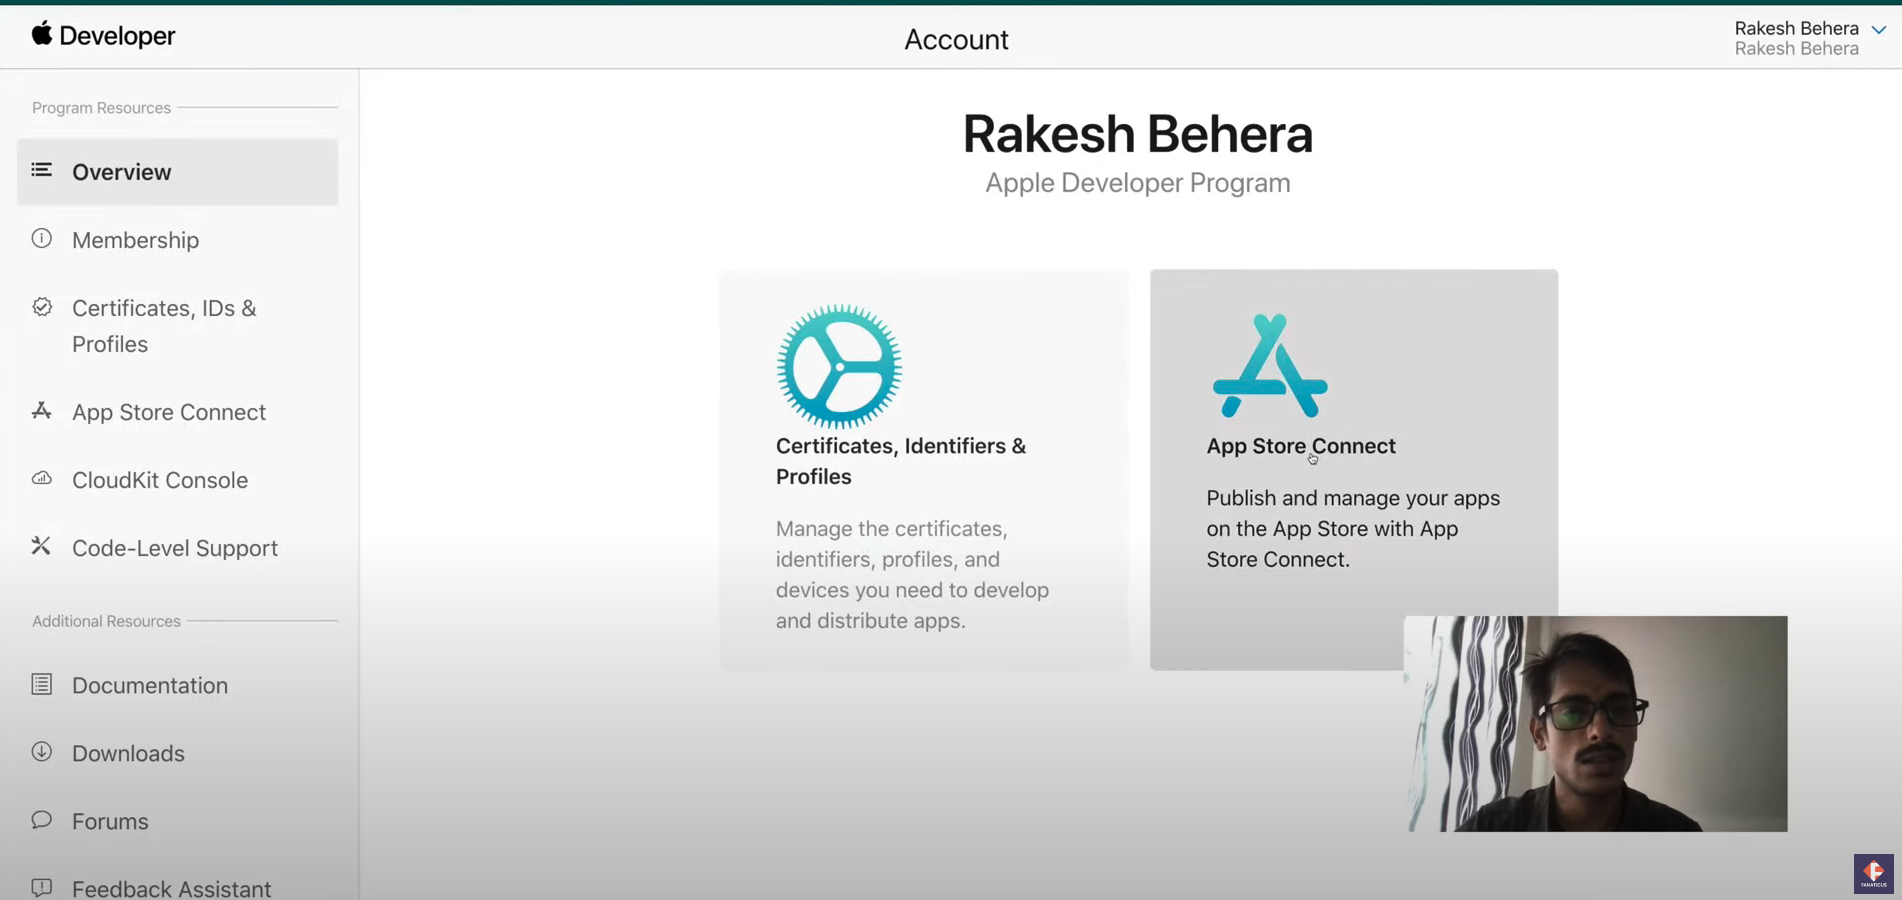 Developer
Account
Rakesh Behera
Rakesh Behera
Program Resources
Overview
Membership
Certificates, IDs &
Profiles
App Store Connect
CloudKit Console
Code-Level Support
Additional Resources
Documentation
Downloads
Forums
Feedback Assistant
Rakesh Behera
Apple Developer Program
Certificates, Identifiers &
Profiles
Manage the certificates,
identifiers, profiles, and
devices you need to develop
and distribute apps.
App Store Connect
Publish and manage your apps
on the App Store with App
Store Connect.
FANATICUS